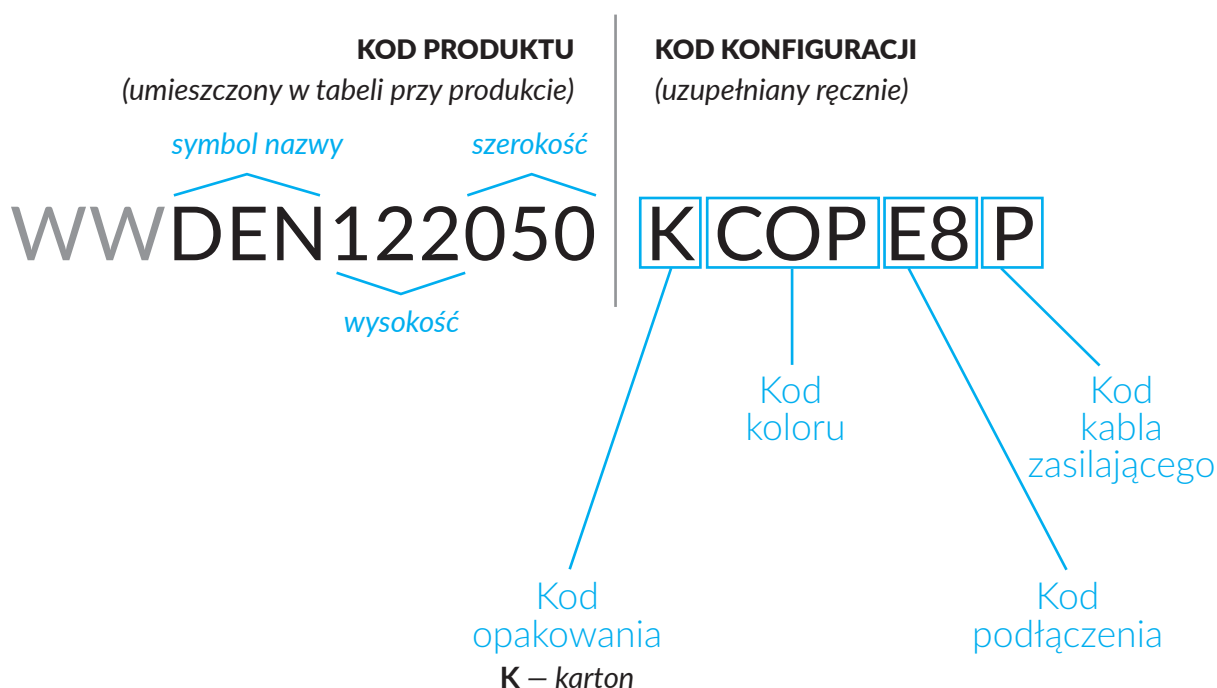 KOD PRODUKTU
(umieszczony w tabeli przy produkcie)
KOD KONFIGURACJI
(uzupełniany ręcznie)
symbol nazwy
szerokość
WWDEN122050 K COP E8 P
wysokość
Kod
koloru
Kod
kabla
zasilającego
Kod
opakowania
K – karton
Kod
podłączenia